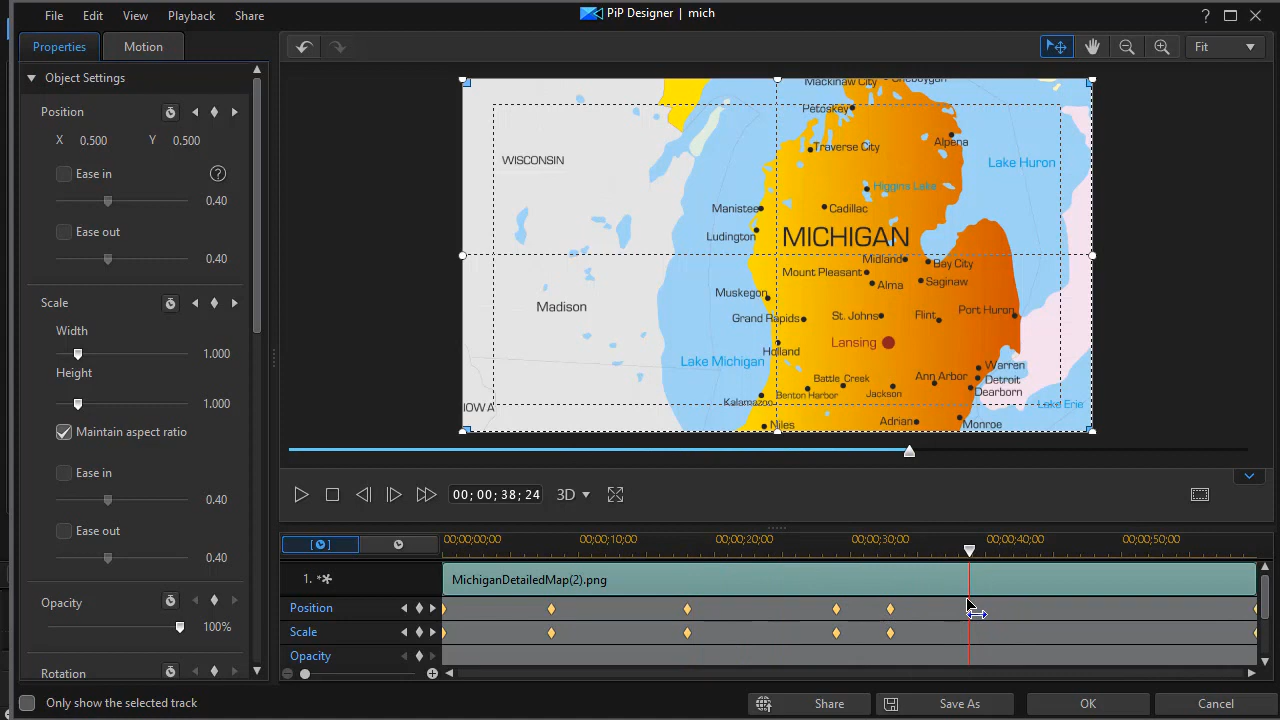 File Edit View Playback Share
PiP Designer | mich
?
Properties Motion
Fit
Object Settings
Position
X 0.500 Y 0.500
Ease in ?
0.40
Ease out
0.40
Scale
Width
1.000
Height
1.000
Maintain aspect ratio
Ease in
0.40
Ease out
0.40
Opacity
100%
Rotation
Mackinaw City Cheboygan
Petoskey
Alpena
Traverse City
WISCONSIN
Lake Huron
Higgins Lake
Manistee
Cadillac
Ludington
MICHIGAN
Midland
Bay City
Mount Pleasant
Alma
Saginaw
Muskegon
Madison
Grand Rapids
St. Johns
Flint
Port Huron
Lansing
Holland
Lake Michigan
Warren
Battle Creek
Ann Arbor
Detroit
Benton Harbor
Jackson
Dearborn
Kalamazoo
Lake Erie
IOWA
Niles
Adrian
Monroe
00; 00; 38; 24
3D
00;00;00;00 00;00;10;00 00;00;20;00 00;00;30;00 00;00;40;00 00;00;50;00
1. MichiganDetailedMap(2).png
Position
Scale
Opacity
Only show the selected track
Share Save As OK Cancel